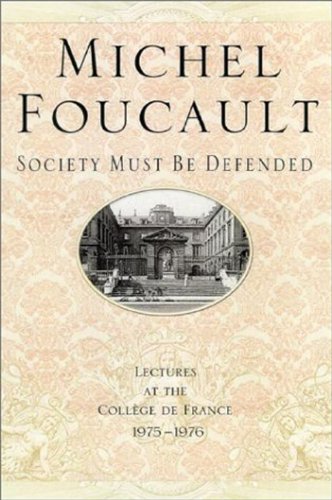 MICHEL
FOUCAULT
SOCIETY MUST BE DEFENDED
LECTURES
AT THE
COLLÈGE DE FRANCE
1975–1976